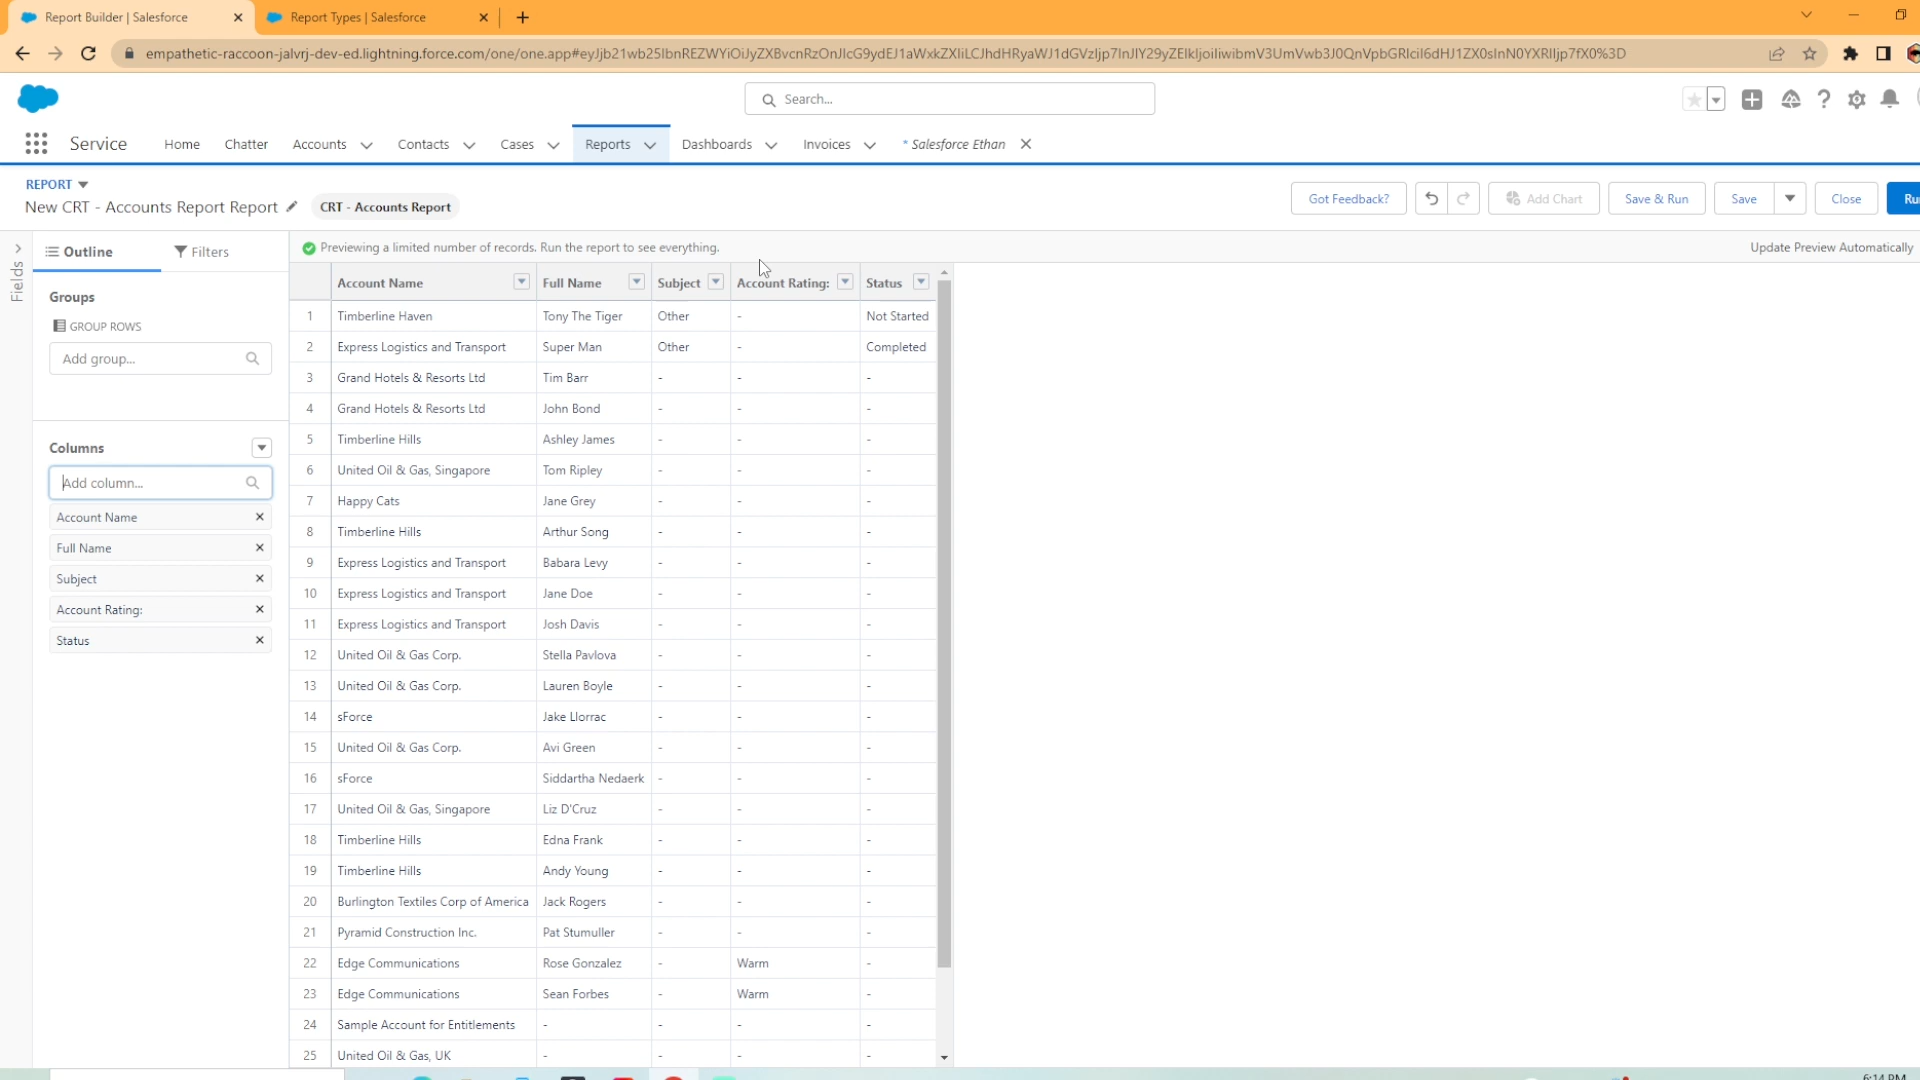 Report Builder | Salesforce
Report Types | Salesforce
empathetic-raccoon-jalvrj-dev-ed.lightning.force.com/one/one.app#
Search...
Service
Home
Chatter
Accounts
Contacts
Cases
Reports
Dashboards
Invoices
* Salesforce Ethan
REPORT
New CRT - Accounts Report Report
CRT - Accounts Report
Got Feedback?
Add Chart
Save & Run
Save
Close
Fields
Outline
Filters
Previewing a limited number of records. Run the report to see everything.
Update Preview Automatically
Groups
GROUP ROWS
Add group...
Columns
Add column...
Account Name
Full Name
Subject
Account Rating:
Status
Account Name Full Name Subject Account Rating: Status
1 Timberline Haven Tony The Tiger Other - Not Started
2 Express Logistics and Transport Super Man Other - Completed
3 Grand Hotels & Resorts Ltd Tim Barr - - -
4 Grand Hotels & Resorts Ltd John Bond - - -
5 Timberline Hills Ashley James - - -
6 United Oil & Gas, Singapore Tom Ripley - - -
7 Happy Cats Jane Grey - - -
8 Timberline Hills Arthur Song - - -
9 Express Logistics and Transport Babara Levy - - -
10 Express Logistics and Transport Jane Doe - - -
11 Express Logistics and Transport Josh Davis - - -
12 United Oil & Gas Corp. Stella Pavlova - - -
13 United Oil & Gas Corp. Lauren Boyle - - -
14 sForce Jake Llorrac - - -
15 United Oil & Gas Corp. Avi Green - - -
16 sForce Siddartha Nedaerk - - -
17 United Oil & Gas, Singapore Liz D'Cruz - - -
18 Timberline Hills Edna Frank - - -
19 Timberline Hills Andy Young - - -
20 Burlington Textiles Corp of America Jack Rogers - - -
21 Pyramid Construction Inc. Pat Stumuller - - -
22 Edge Communications Rose Gonzalez - Warm -
23 Edge Communications Sean Forbes - Warm -
24 Sample Account for Entitlements - - - -
25 United Oil & Gas, UK - - - -
6:14 PM